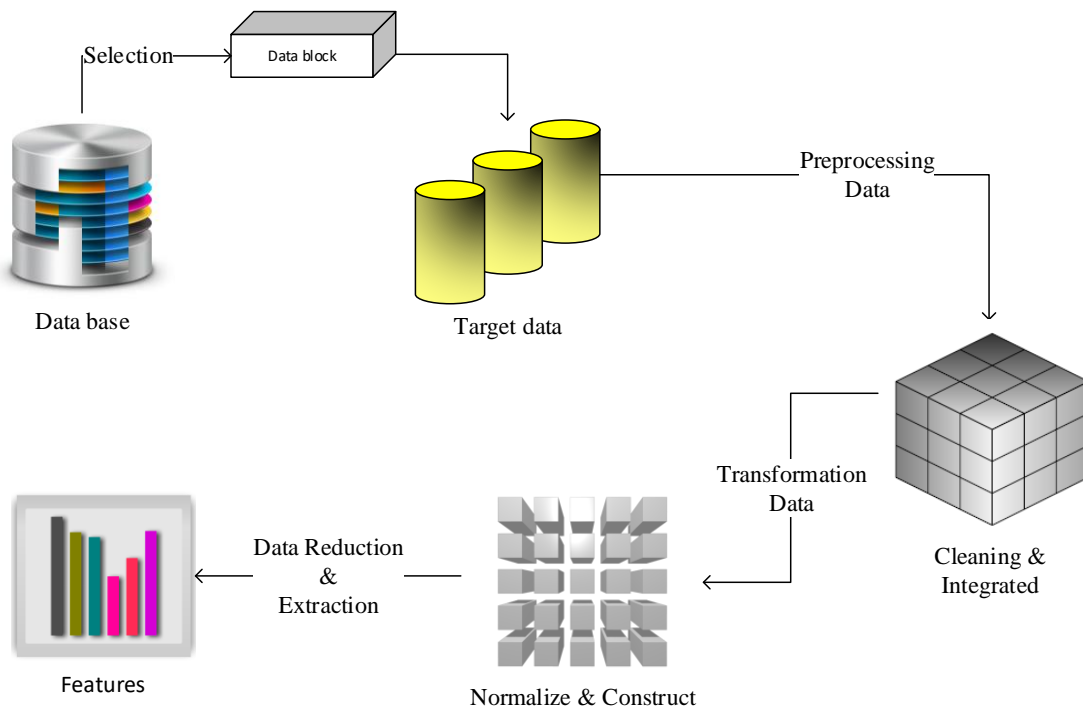 Selection
Data block
Data base
Target data
Preprocessing
Data
Cleaning &
Integrated
Transformation
Data
Normalize & Construct
Data Reduction
&
Extraction
Features